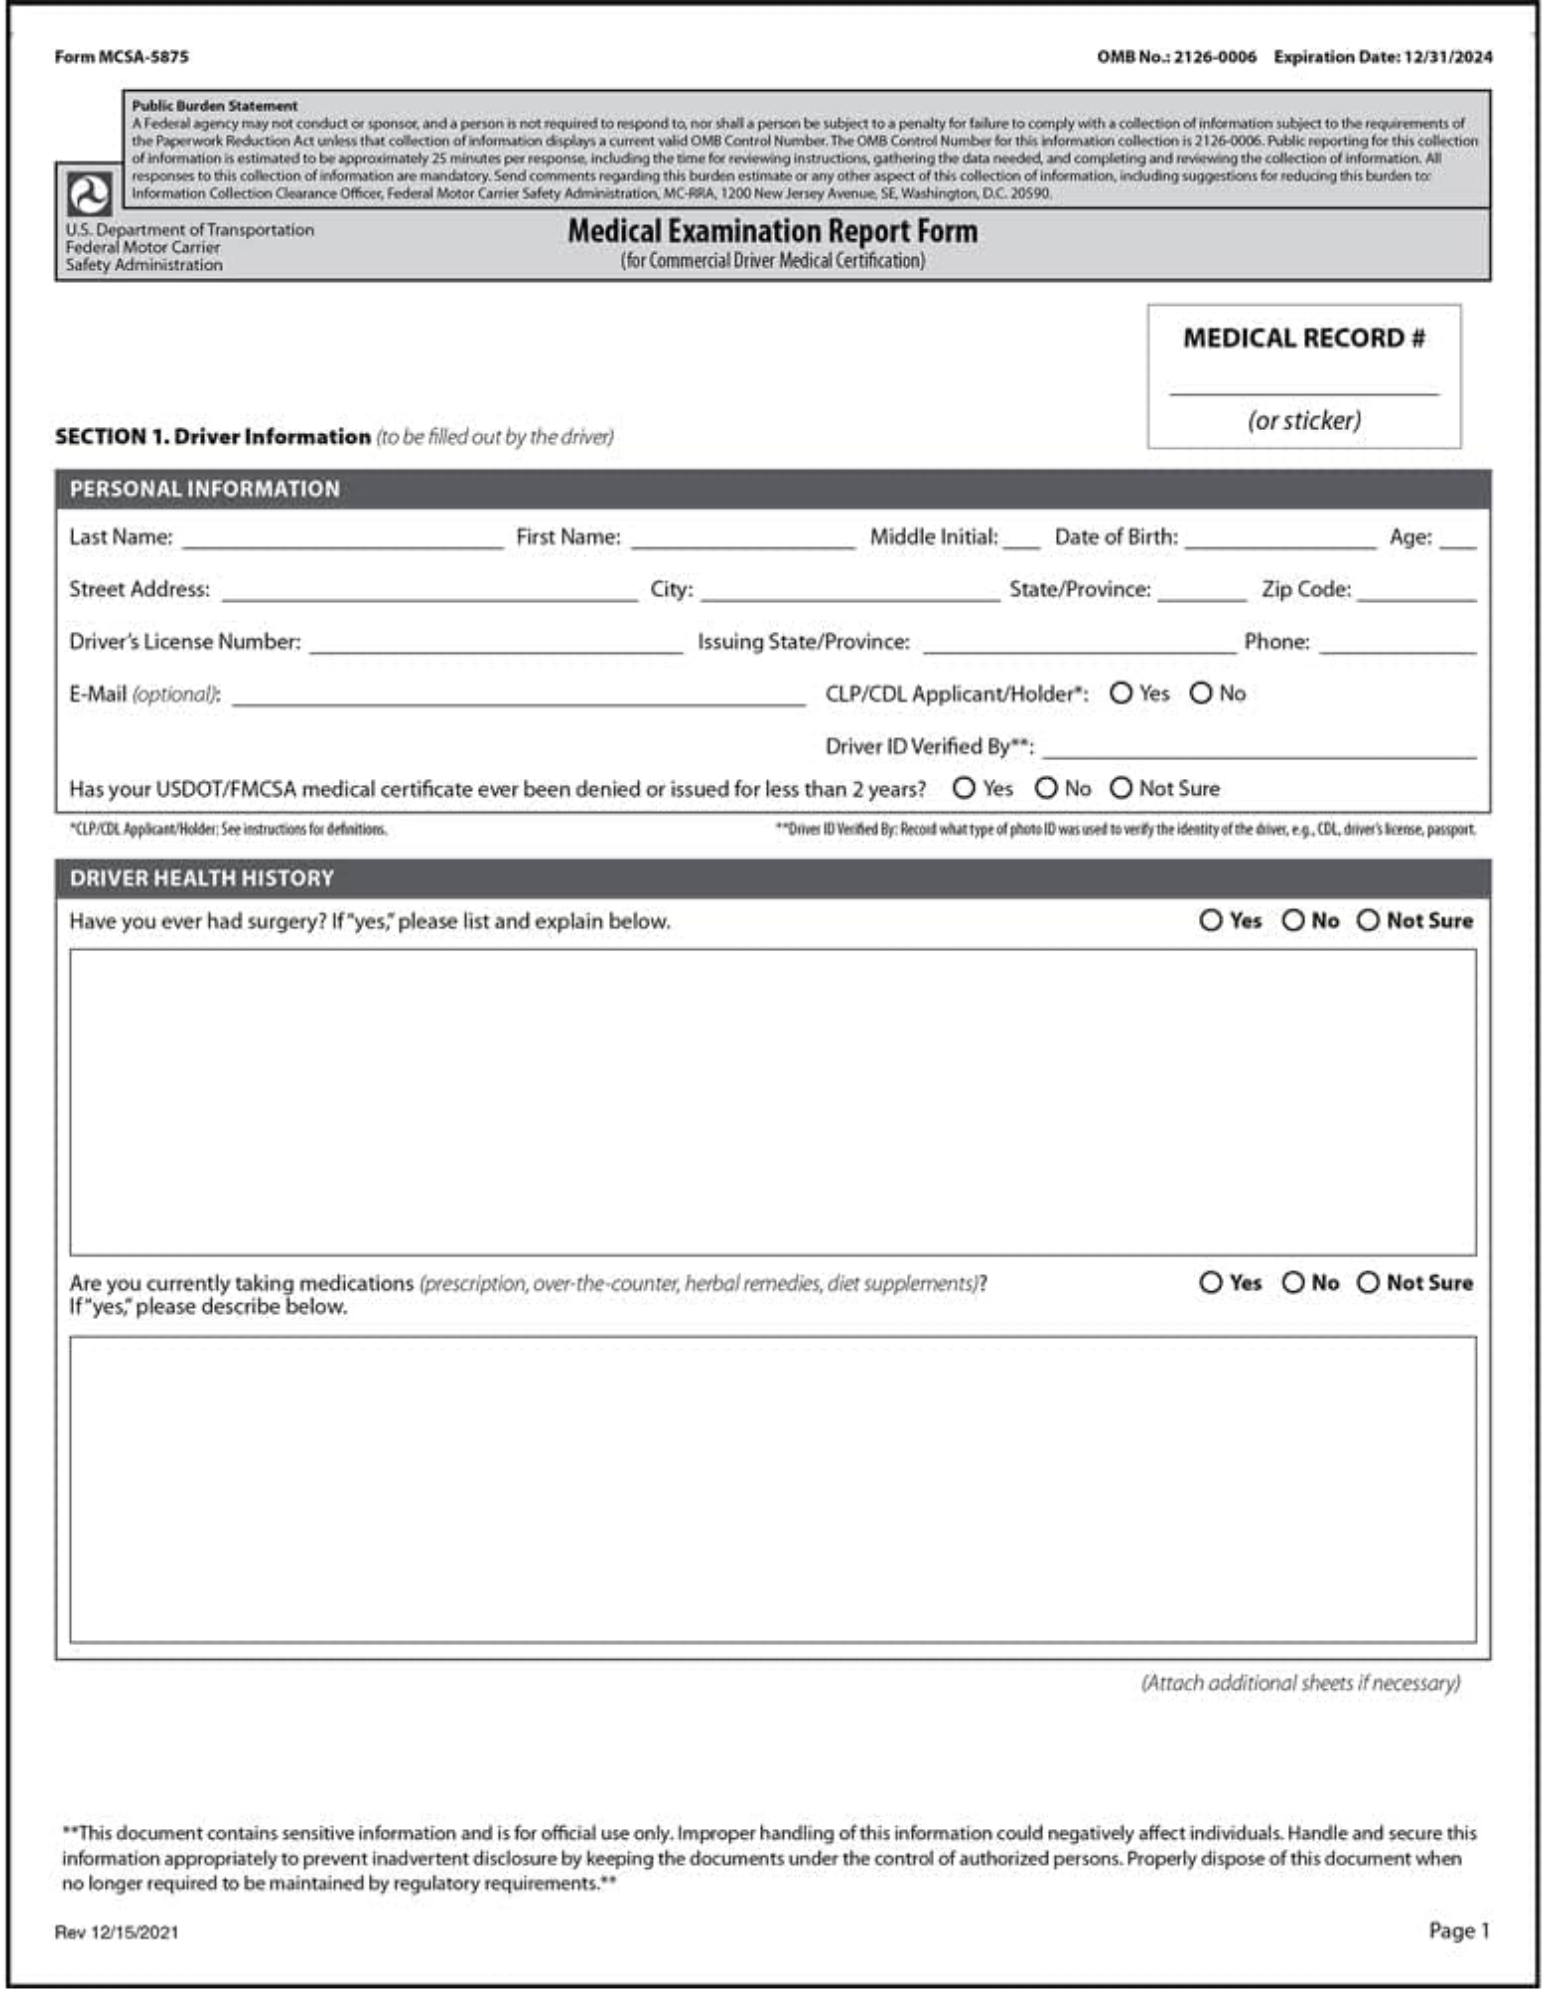 Form MCSA-5875 OMB No.: 2126-0006 Expiration Date: 12/31/2024
Public Burden Statement
A Federal agency may not conduct or sponsor, and a person is not required to respond to, nor shall a person be subject to a penalty for failure to comply with a collection of information subject to the requirements of
the Paperwork Reduction Act unless that collection of information displays a current valid OMB Control Number. The OMB Control Number for this information collection is 2126-0006. Public reporting for this collection
of information is estimated to be approximately 25 minutes per response, including the time for reviewing instructions, gathering the data needed, and completing and reviewing the collection of information. All
responses to this collection of information are mandatory. Send comments regarding this burden estimate or any other aspect of this collection of information, including suggestions for reducing this burden to:
Information Collection Clearance Officer, Federal Motor Carrier Safety Administration, MC-RRA, 1200 New Jersey Avenue, SE, Washington, D.C. 20590.
U.S. Department of Transportation
Federal Motor Carrier
Safety Administration
Medical Examination Report Form
(for Commercial Driver Medical Certification)
MEDICAL RECORD #
(or sticker)
SECTION 1. Driver Information (to be filled out by the driver)
PERSONAL INFORMATION
Last Name: First Name: Middle Initial: Date of Birth: Age:
Street Address: City: State/Province: Zip Code:
Driver's License Number: Issuing State/Province: Phone:
E-Mail (optional): CLP/CDL Applicant/Holder*: Yes No
Driver ID Verified By**:
Has your USDOT/FMCSA medical certificate ever been denied or issued for less than 2 years? Yes No Not Sure
*CLP/CDL Applicant/Holder: See instructions for definitions. **Driver ID Verified By: Record what type of photo ID was used to verify the identity of the driver, e.g., CDL, driver's license, passport.
DRIVER HEALTH HISTORY
Have you ever had surgery? If "yes," please list and explain below. Yes No Not Sure
Are you currently taking medications (prescription, over-the-counter, herbal remedies, diet supplements)? Yes No Not Sure
If "yes," please describe below.
(Attach additional sheets if necessary)
**This document contains sensitive information and is for official use only. Improper handling of this information could negatively affect individuals. Handle and secure this
information appropriately to prevent inadvertent disclosure by keeping the documents under the control of authorized persons. Properly dispose of this document when
no longer required to be maintained by regulatory requirements.**
Rev 12/15/2021 Page 1